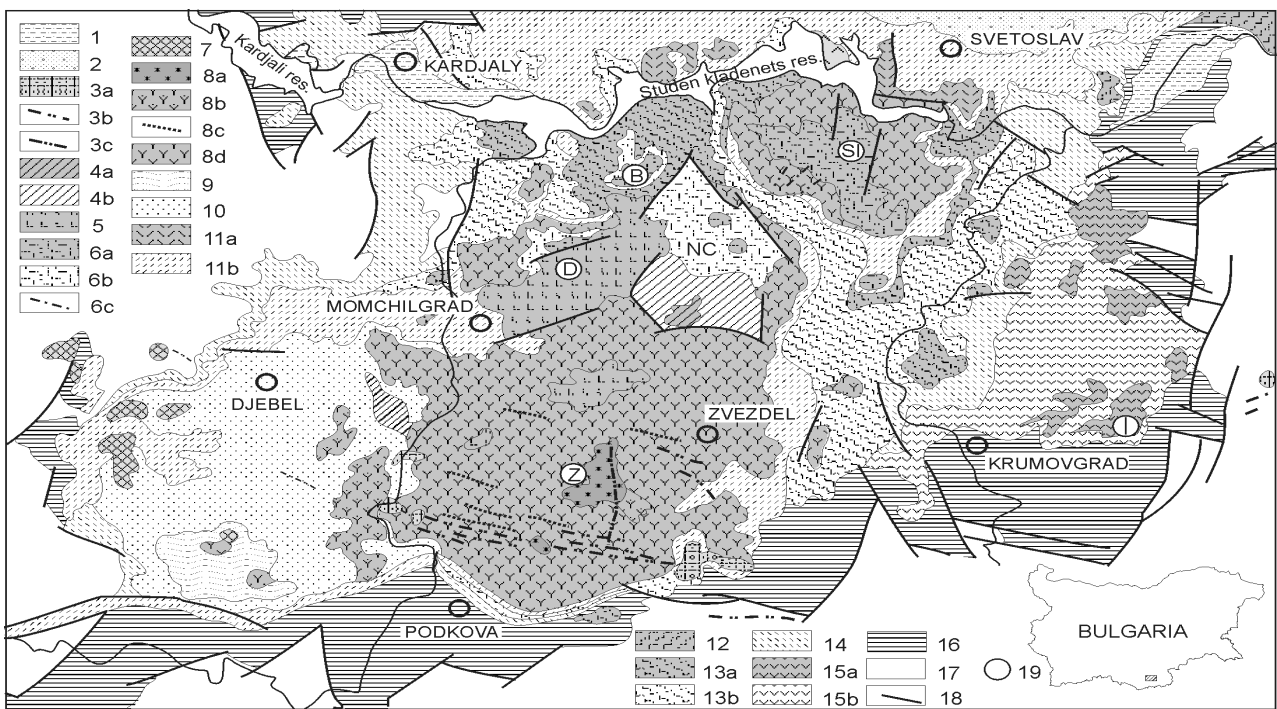 1
2
3a
3b
3c
4a
4b
5
6a
6b
6c
7
8a
8b
8c
8d
9
10
11a
11b
Kardjali res.
KARDJALY
Studen kladenets res.
SVETOSLAV
SI
B
NC
D
MOMCHILGRAD
DJEBEL
ZVEZDEL
I
KRUMOVGRAD
Z
PODKOVA
BULGARIA
12
13a
13b
14
15a
15b
16
17
18
19